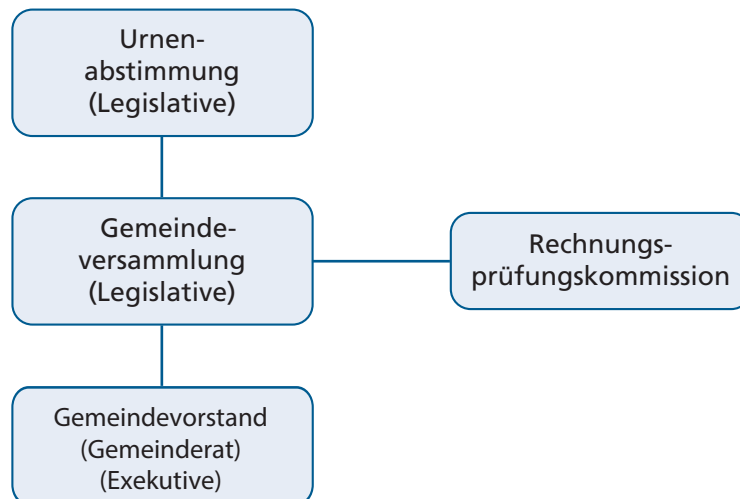 Urnen-
abstimmung
(Legislative)
Gemeinde-
versammlung
(Legislative)
Rechnungs-
prüfungskommission
Gemeindevorstand
(Gemeinderat)
(Exekutive)